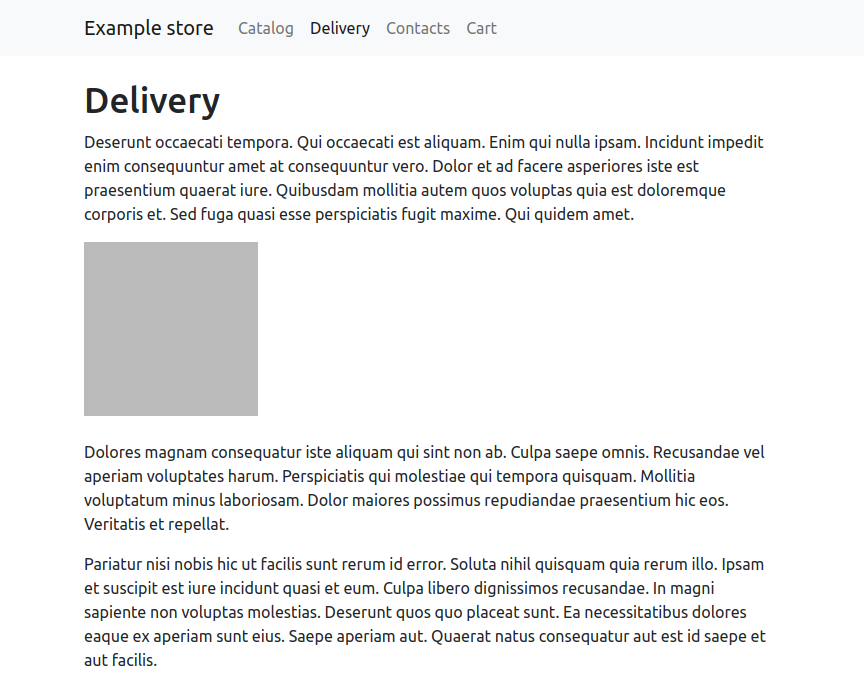 Example store Catalog Delivery Contacts Cart
Delivery
Deserunt occaecati tempora. Qui occaecati est aliquam. Enim qui nulla ipsam. Incidunt impedit
enim consequuntur amet at consequuntur vero. Dolor et ad facere asperiores iste est
praesentium quaerat iure. Quibusdam mollitia autem quos voluptas quia est doloremque
corporis et. Sed fuga quasi esse perspiciatis fugit maxime. Qui quidem amet.
Dolores magnam consequatur iste aliquam qui sint non ab. Culpa saepe omnis. Recusandae vel
aperiam voluptates harum. Perspiciatis qui molestiae qui tempora quisquam. Mollitia
voluptatum minus laboriosam. Dolor maiores possimus repudiandae praesentium hic eos.
Veritatis et repellat.
Pariatur nisi nobis hic ut facilis sunt rerum id error. Soluta nihil quisquam quia rerum illo. Ipsam
et suscipit est iure incidunt quasi et eum. Culpa libero dignissimos recusandae. In magni
sapiente non voluptas molestias. Deserunt quos quo placeat sunt. Ea necessitatibus dolores
eaque ex aperiam sunt eius. Saepe aperiam aut. Quaerat natus consequatur aut est id saepe et
aut facilis.